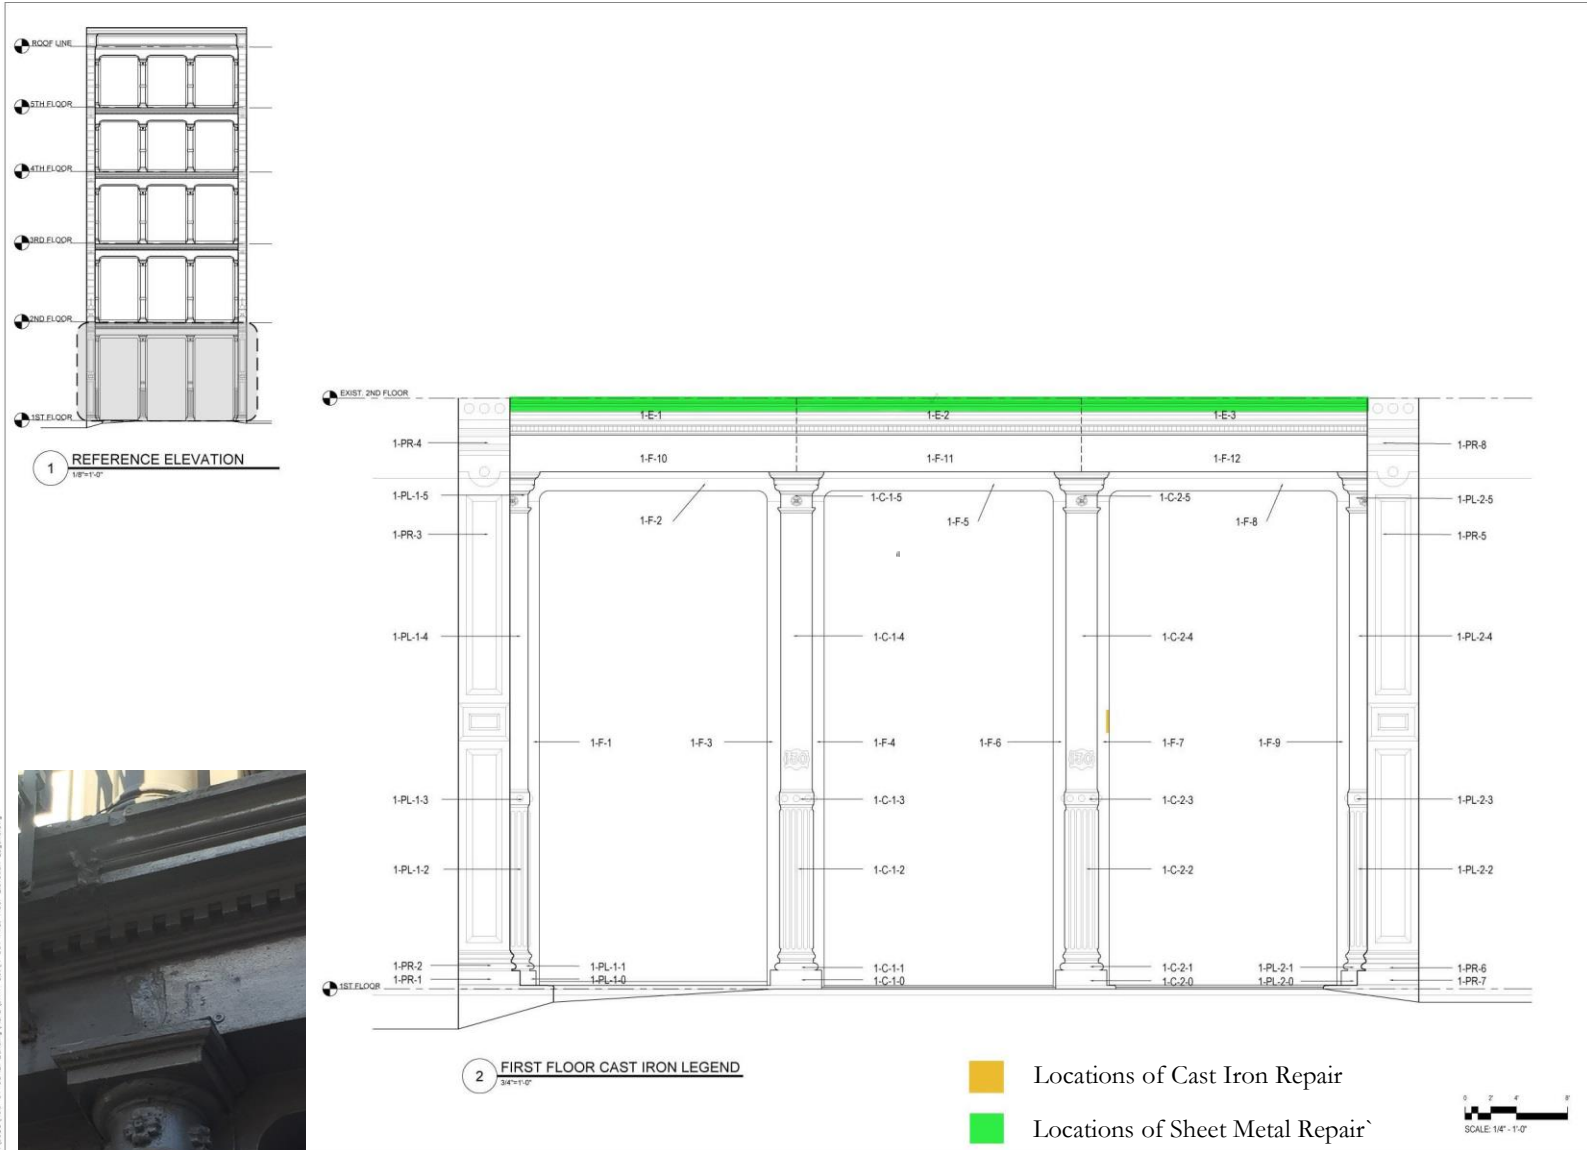 ROOF LINE
5TH FLOOR
4TH FLOOR
3RD FLOOR
2ND FLOOR
1ST FLOOR
1 REFERENCE ELEVATION
1/8"=1'-0"
EXIST. 2ND FLOOR
1-E-1 1-E-2 1-E-3
1-PR-4 1-PR-8
1-F-10 1-F-11 1-F-12
1-PL-1-5 1-C-1-5 1-C-2-5 1-PL-2-5
1-F-2 1-F-5 1-F-8
1-PR-3 1-PR-5
1-PL-1-4 1-C-1-4 1-C-2-4 1-PL-2-4
1-F-1 1-F-3 1-F-4 1-F-6 1-F-7 1-F-9
1-PL-1-3 1-C-1-3 1-C-2-3 1-PL-2-3
1-PL-1-2 1-C-1-2 1-C-2-2 1-PL-2-2
1-PR-2 1-PL-1-1 1-C-1-1 1-C-2-1 1-PL-2-1 1-PR-6
1-PR-1 1-PL-1-0 1-C-1-0 1-C-2-0 1-PL-2-0 1-PR-7
1ST FLOOR
2 FIRST FLOOR CAST IRON LEGEND
3/4"=1'-0"
Locations of Cast Iron Repair
Locations of Sheet Metal Repair`
0 2' 4' 8'
SCALE: 1/4" - 1'-0"